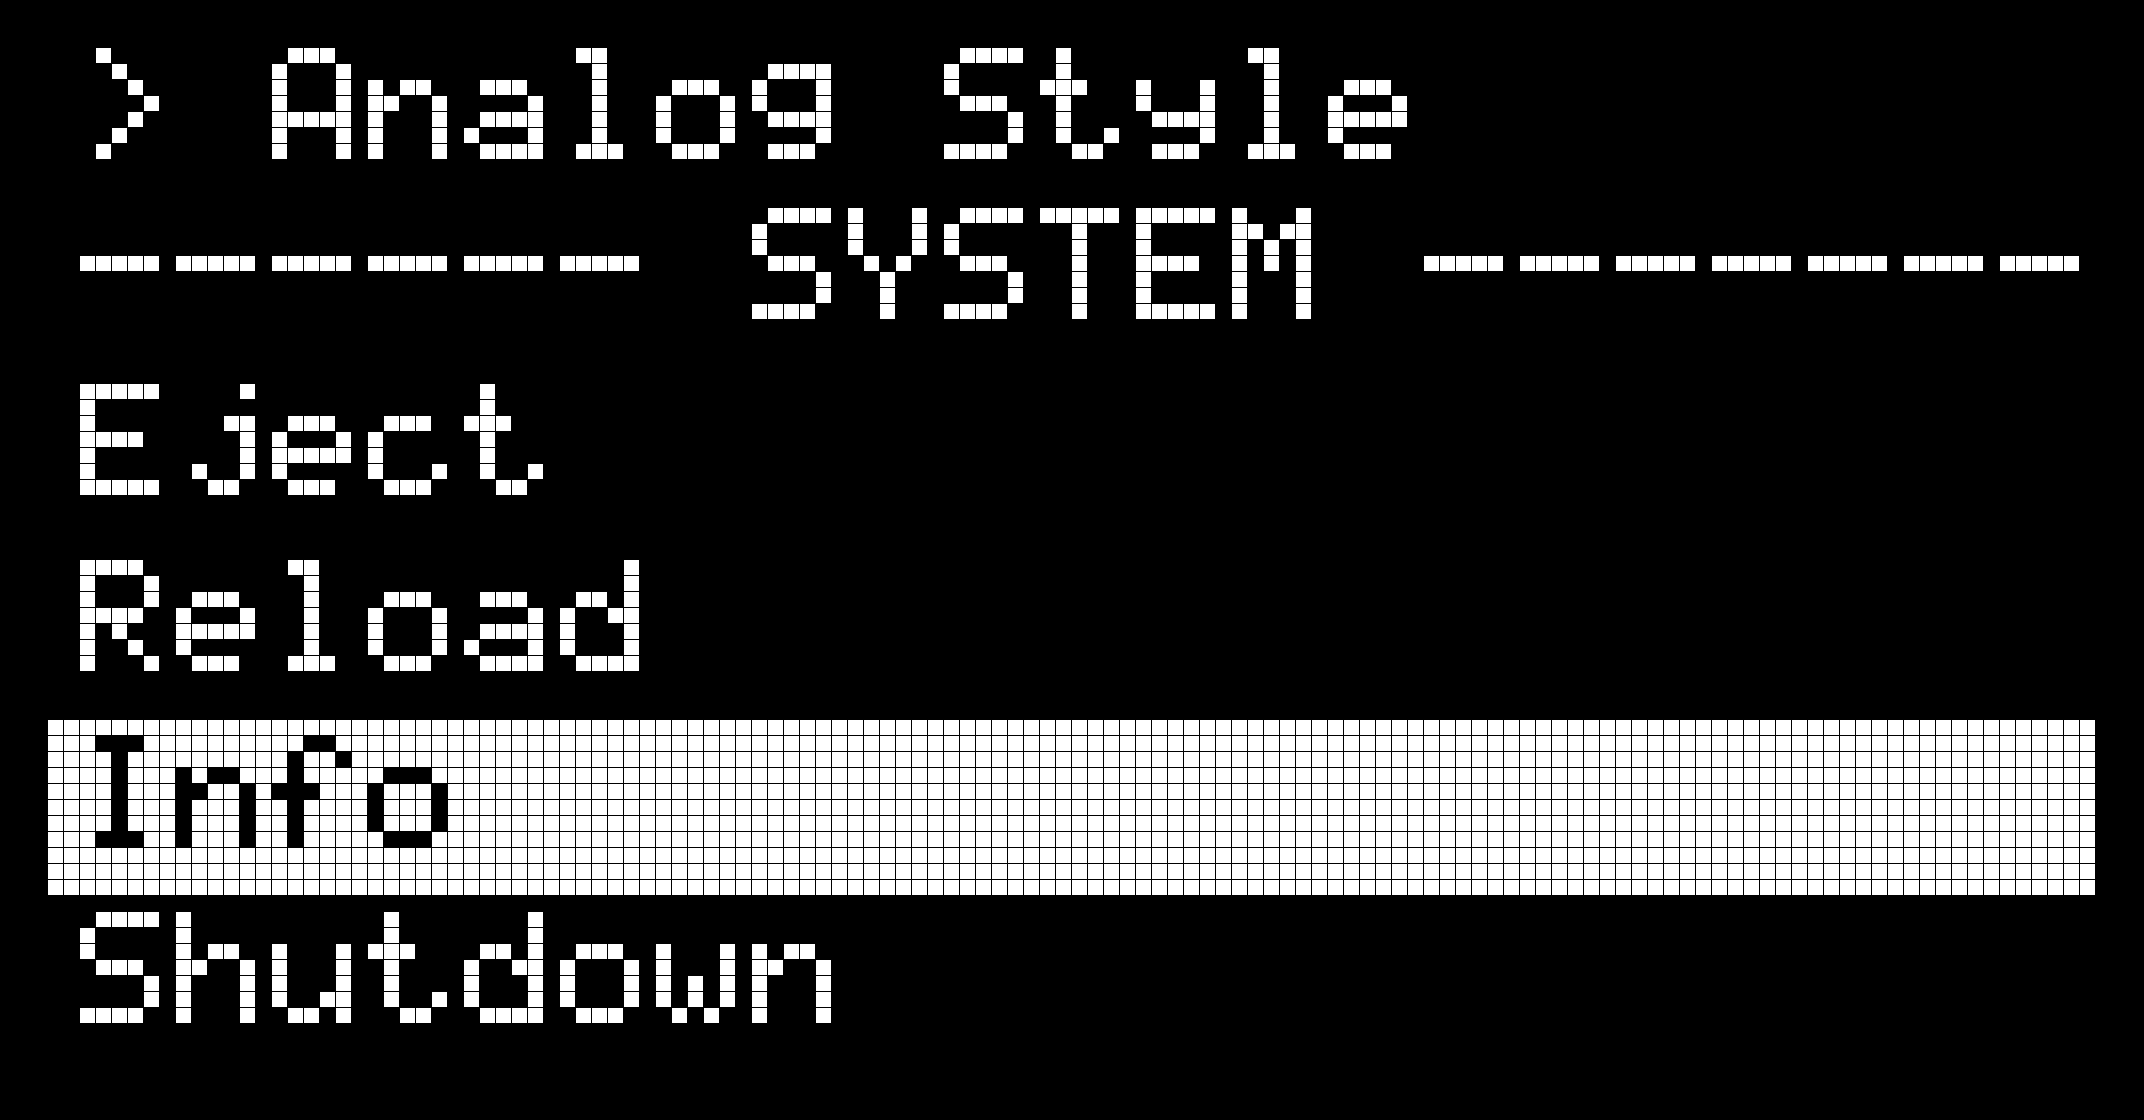 > Analog Style
------ SYSTEM -------
Eject
Reload
Info
Shutdown